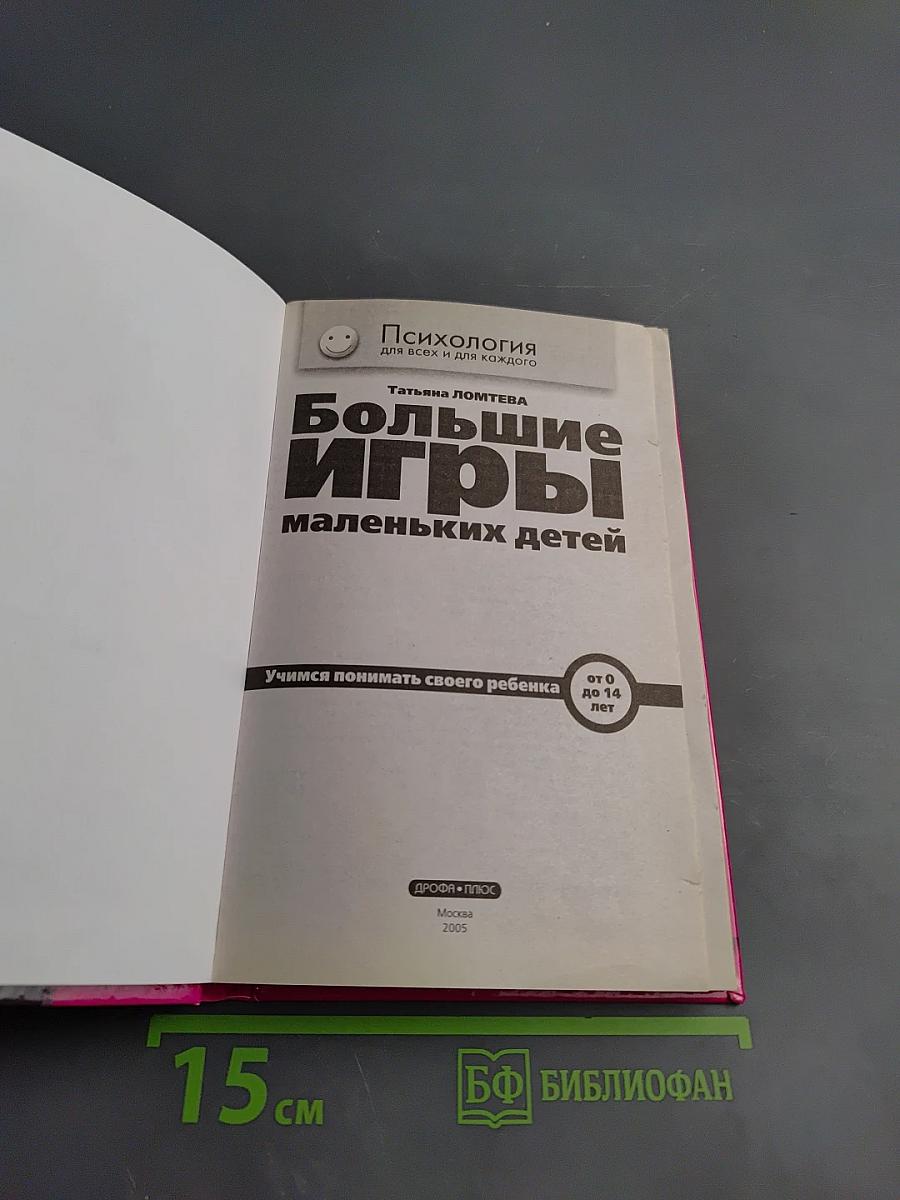 Психология
для всех и для каждого
Татьяна ЛОМТЕВА
Большие
игры
маленьких детей
Учимся понимать своего ребенка
от 0
до 14
лет
ДРОФА•ПЛЮС
Москва
2005
15 см
БФ БИБЛИОФАН